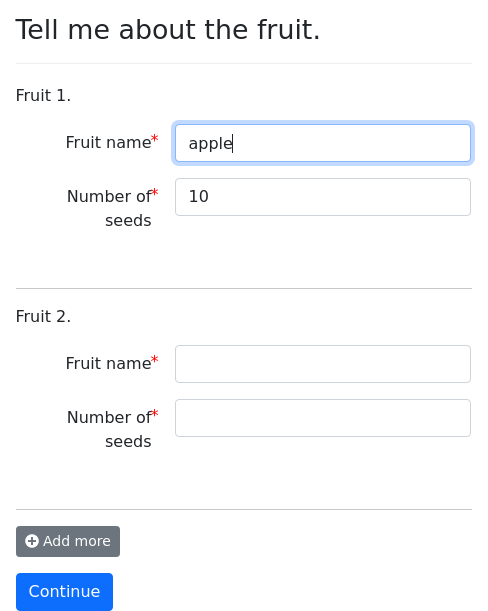 Tell me about the fruit.
Fruit 1.
Fruit name* apple
Number of* seeds 10
Fruit 2.
Fruit name*
Number of* seeds
Add more
Continue